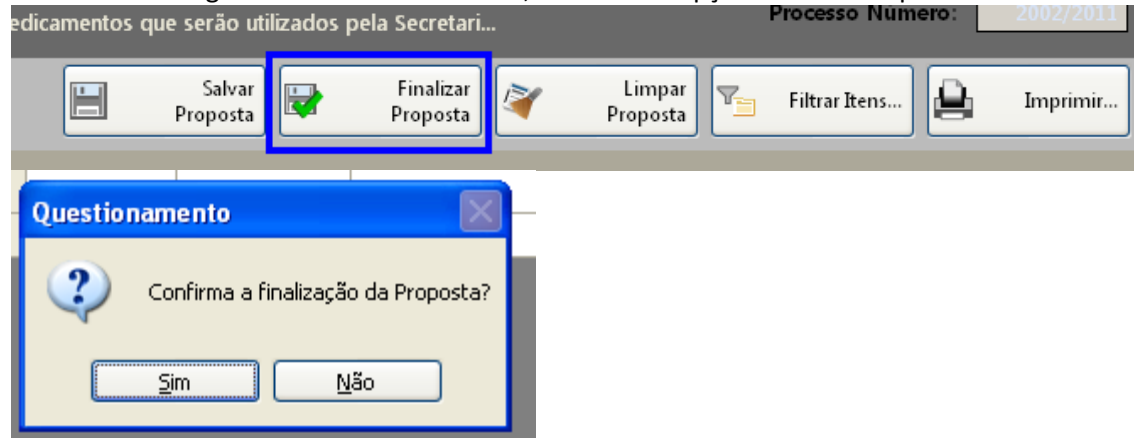 edicamentos que serão utilizados pela Secretari...
Processo Número: 2002/2011
Salvar
Proposta
Finalizar
Proposta
Limpar
Proposta
Filtrar Itens...
Imprimir...
Questionamento
Confirma a finalização da Proposta?
Sim
Não